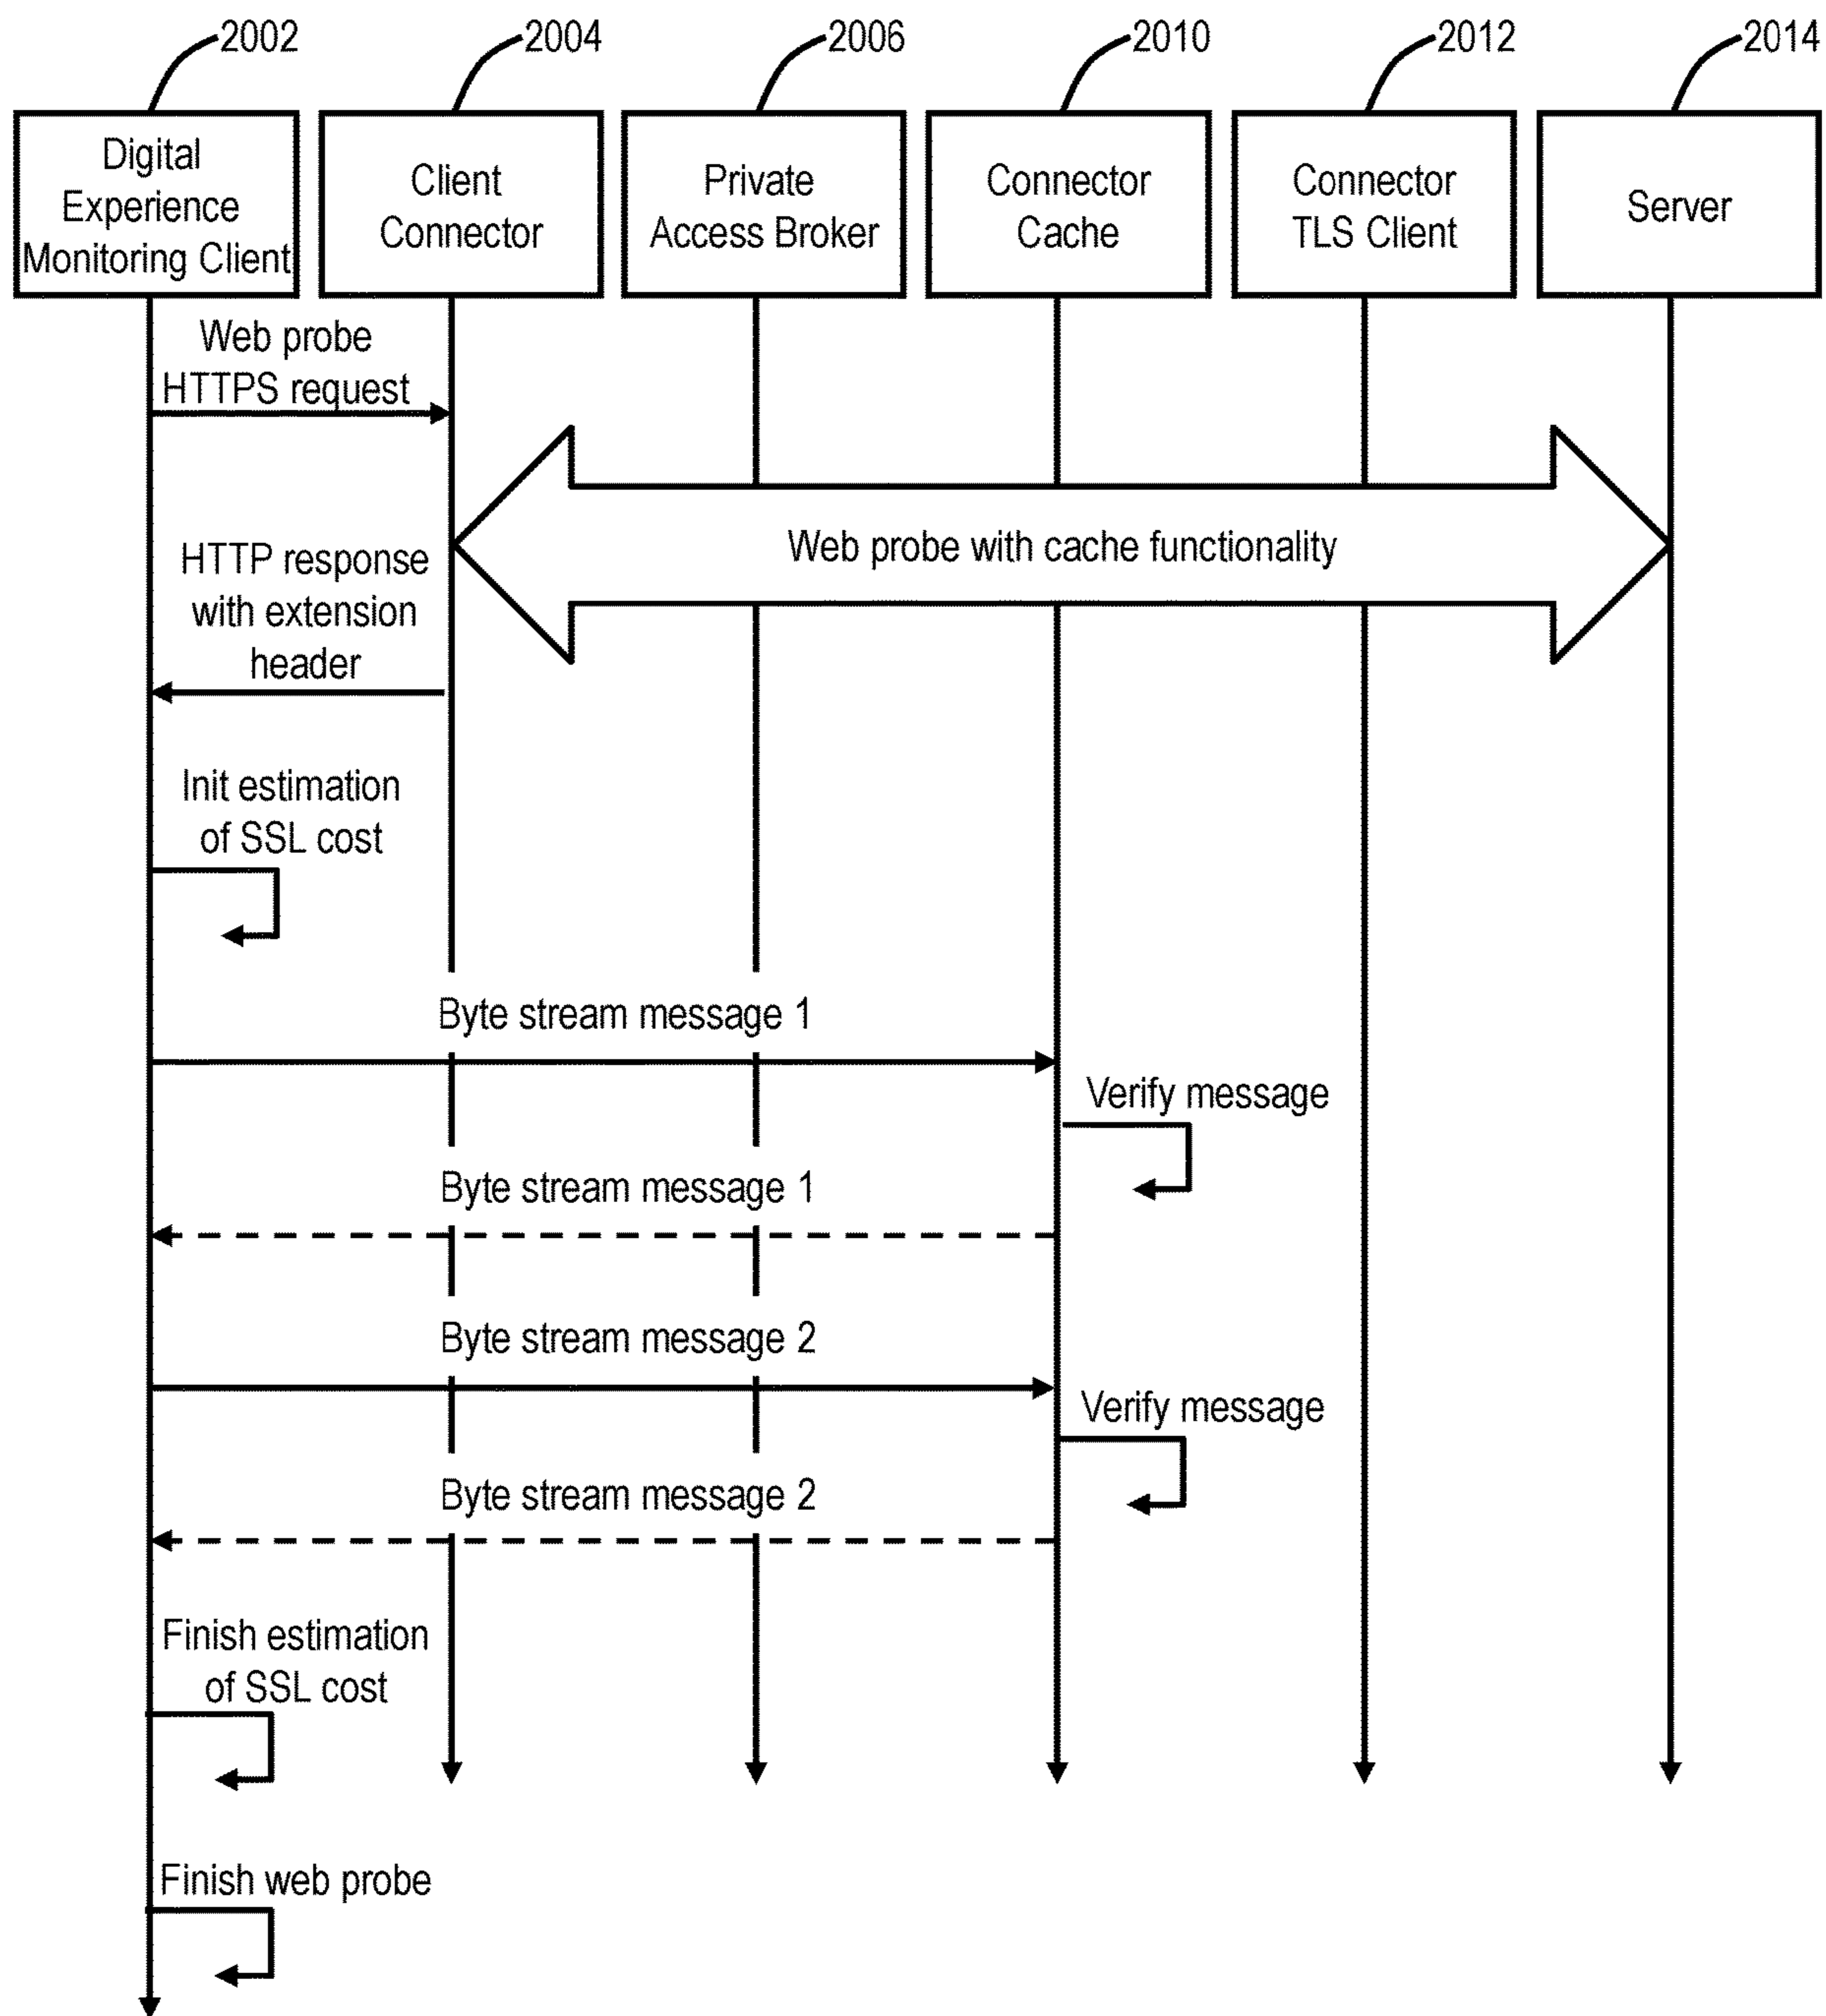 2002
2004
2006
2010
2012
2014
Digital
Experience
Monitoring Client
Client
Connector
Private
Access Broker
Connector
Cache
Connector
TLS Client
Server
Web probe
HTTPS request
Web probe with cache functionality
HTTP response
with extension
header
Init estimation
of SSL cost
Byte stream message 1
Verify message
Byte stream message 1
Byte stream message 2
Verify message
Byte stream message 2
Finish estimation
of SSL cost
Finish web probe